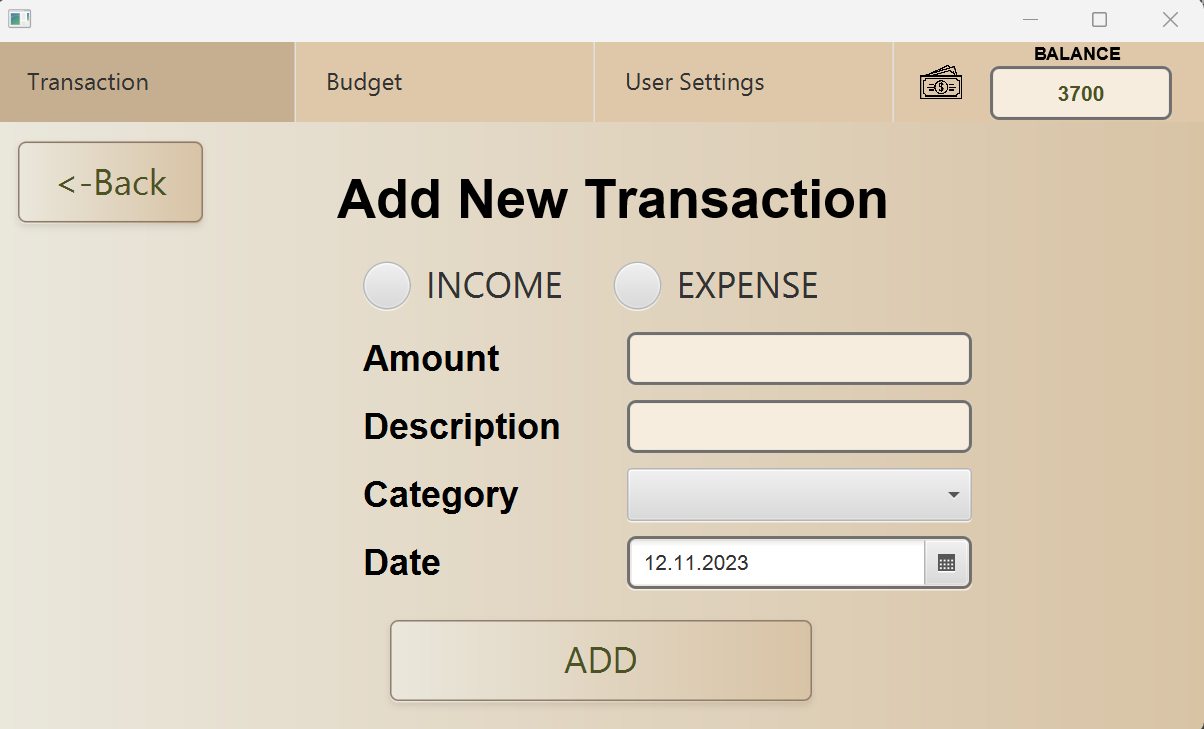 Transaction
Budget
User Settings
BALANCE
3700
<-Back
Add New Transaction
INCOME
EXPENSE
Amount
Description
Category
Date
12.11.2023
ADD